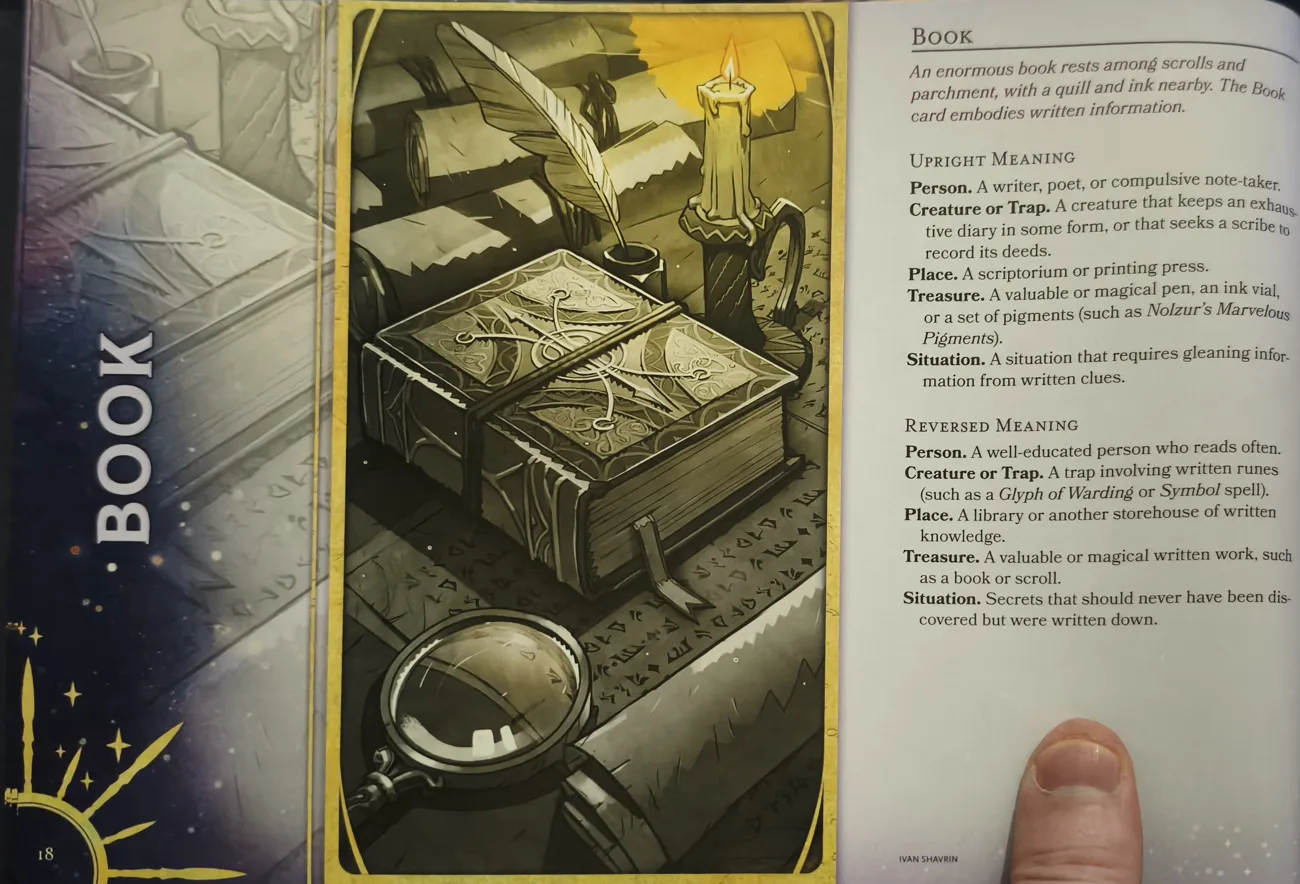 BOOK
18
BOOK
An enormous book rests among scrolls and
parchment, with a quill and ink nearby. The Book
card embodies written information.
UPRIGHT MEANING
Person. A writer, poet, or compulsive note-taker.
Creature or Trap. A creature that keeps an exhaus-
tive diary in some form, or that seeks a scribe to
record its deeds.
Place. A scriptorium or printing press.
Treasure. A valuable or magical pen, an ink vial,
or a set of pigments (such as Nolzur's Marvelous
Pigments).
Situation. A situation that requires gleaning infor-
mation from written clues.
REVERSED MEANING
Person. A well-educated person who reads often.
Creature or Trap. A trap involving written runes
(such as a Glyph of Warding or Symbol spell).
Place. A library or another storehouse of written
knowledge.
Treasure. A valuable or magical written work, such
as a book or scroll.
Situation. Secrets that should never have been dis-
covered but were written down.
IVAN SHAVRIN